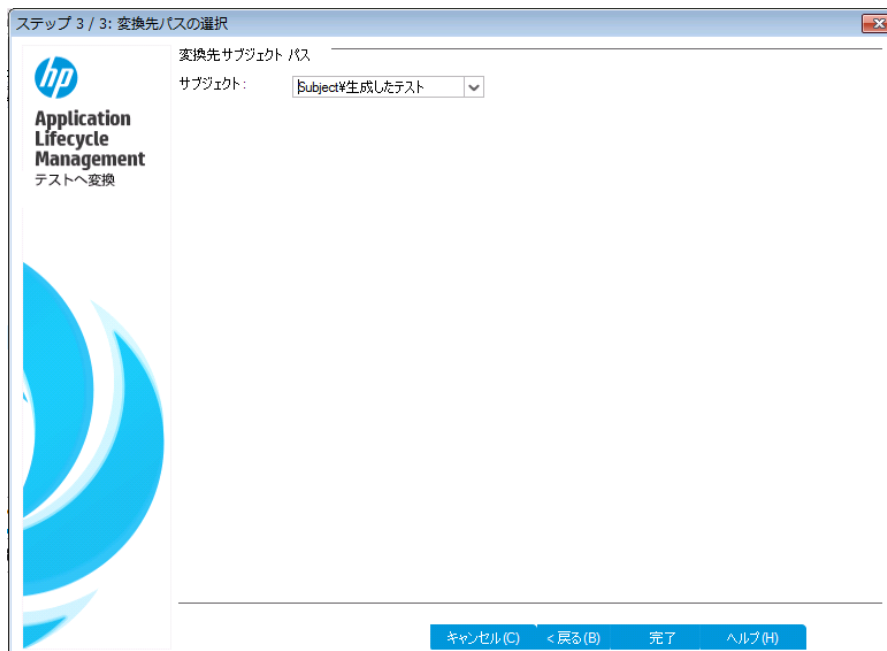 ステップ 3 / 3: 変換先パスの選択
変換先サブジェクト パス
サブジェクト:
Subject¥生成したテスト
hp
Application
Lifecycle
Management
テストへ変換
キャンセル(C)
< 戻る(B)
完了
ヘルプ(H)